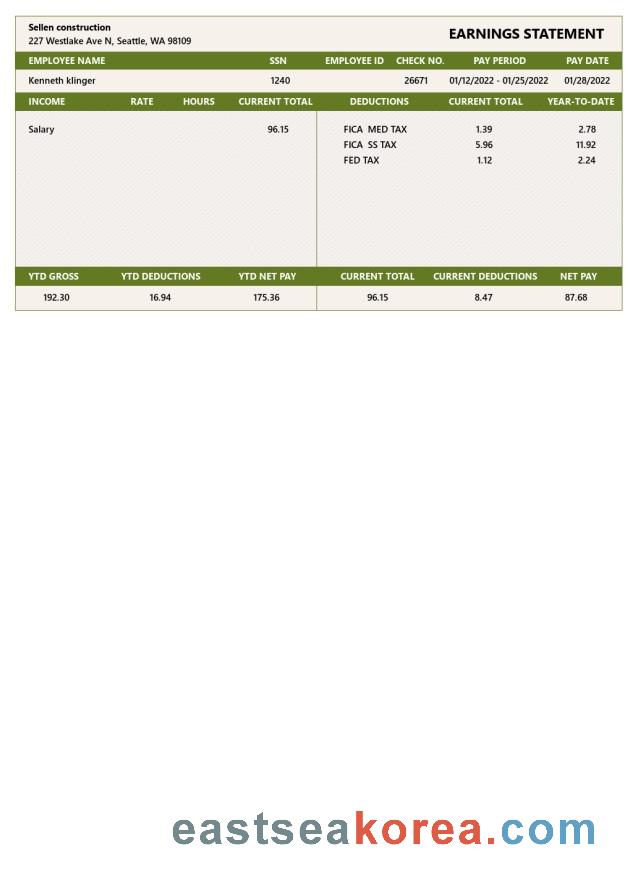 Sellen construction
227 Westlake Ave N, Seattle, WA 98109
EARNINGS STATEMENT
EMPLOYEE NAME SSN EMPLOYEE ID CHECK NO. PAY PERIOD PAY DATE
Kenneth klinger 1240 26671 01/12/2022 - 01/25/2022 01/28/2022
INCOME RATE HOURS CURRENT TOTAL DEDUCTIONS CURRENT TOTAL YEAR-TO-DATE
Salary 96.15 FICA MED TAX 1.39 2.78
FICA SS TAX 5.96 11.92
FED TAX 1.12 2.24
YTD GROSS YTD DEDUCTIONS YTD NET PAY CURRENT TOTAL CURRENT DEDUCTIONS NET PAY
192.30 16.94 175.36 96.15 8.47 87.68
eastseakorea.com